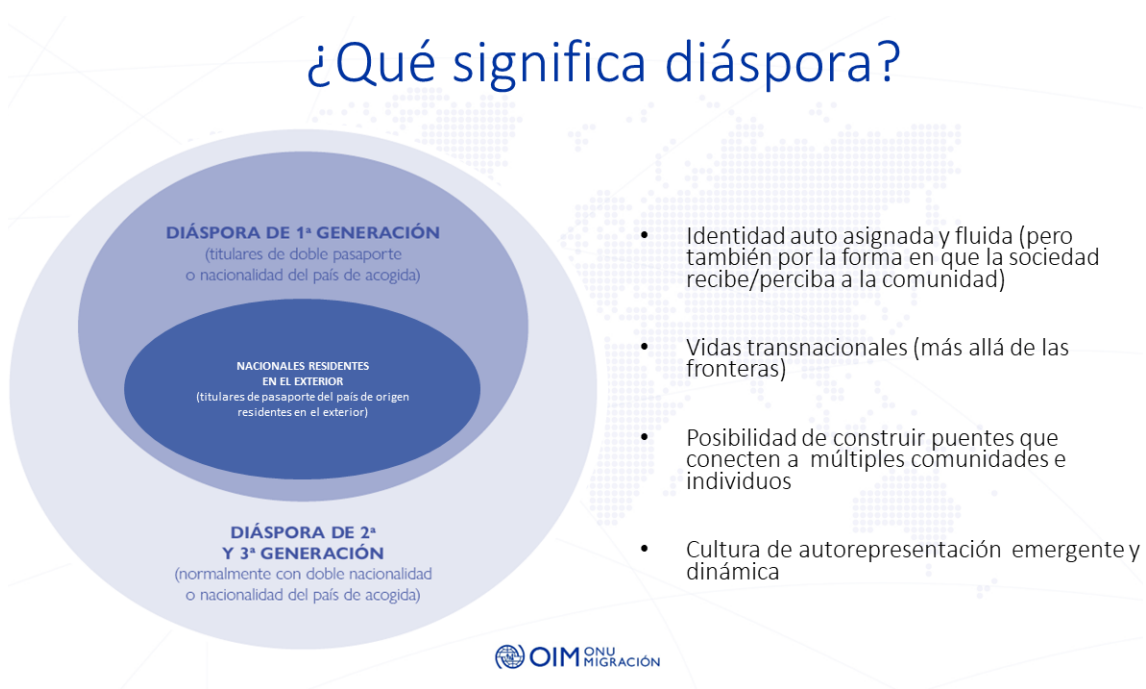 ¿Qué significa diáspora?
DIÁSPORA DE 1ª GENERACIÓN
(titulares de doble pasaporte
o nacionalidad del país de acogida)
NACIONALES RESIDENTES
EN EL EXTERIOR
(titulares de pasaporte del país de origen
residentes en el exterior)
DIÁSPORA DE 2ª
Y 3ª GENERACIÓN
(normalmente con doble nacionalidad
o nacionalidad del país de acogida)
• Identidad auto asignada y fluida (pero
también por la forma en que la sociedad
recibe/perciba a la comunidad)
• Vidas transnacionales (más allá de las
fronteras)
• Posibilidad de construir puentes que
conecten a múltiples comunidades e
individuos
• Cultura de autorepresentación emergente y
dinámica
OIM ONU
MIGRACIÓN